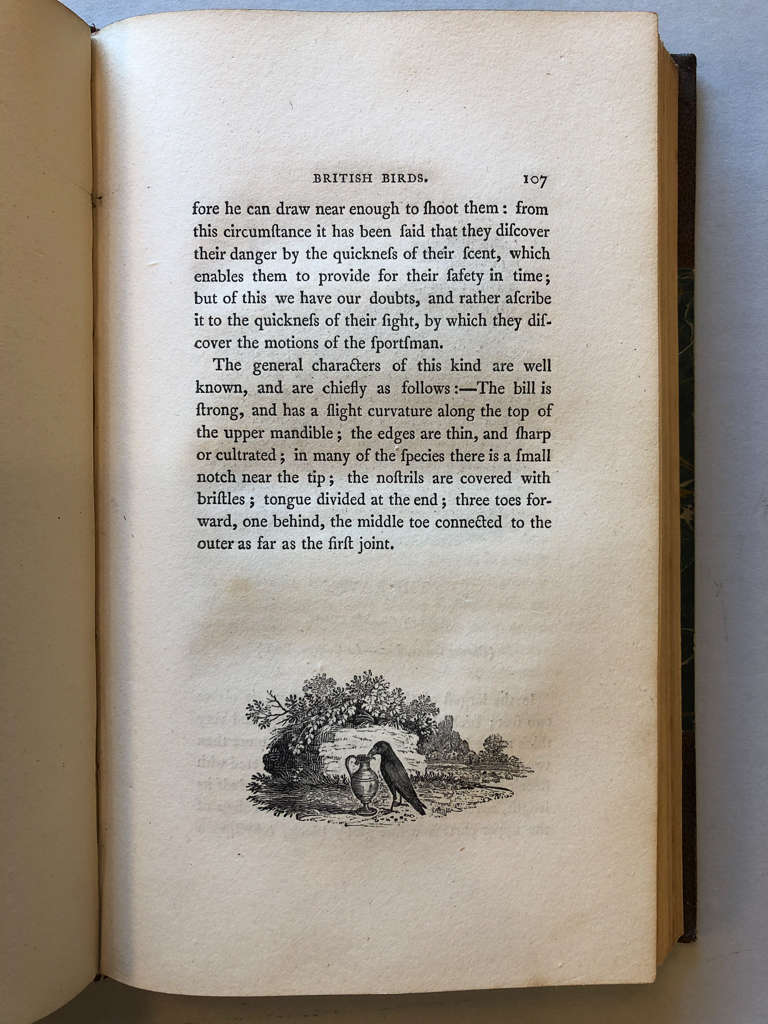 BRITISH BIRDS. 107
fore he can draw near enough to ſhoot them : from
this circumſtance it has been ſaid that they diſcover
their danger by the quickneſs of their ſcent, which
enables them to provide for their ſafety in time ;
but of this we have our doubts, and rather aſcribe
it to the quickneſs of their ſight, by which they diſ-
cover the motions of the ſportſman.
The general characters of this kind are well
known, and are chiefly as follows :—The bill is
ſtrong, and has a ſlight curvature along the top of
the upper mandible ; the edges are thin, and ſharp
or cultrated ; in many of the ſpecies there is a ſmall
notch near the tip ; the noſtrils are covered with
briſtles ; tongue divided at the end ; three toes for-
ward, one behind, the middle toe connected to the
outer as far as the firſt joint.